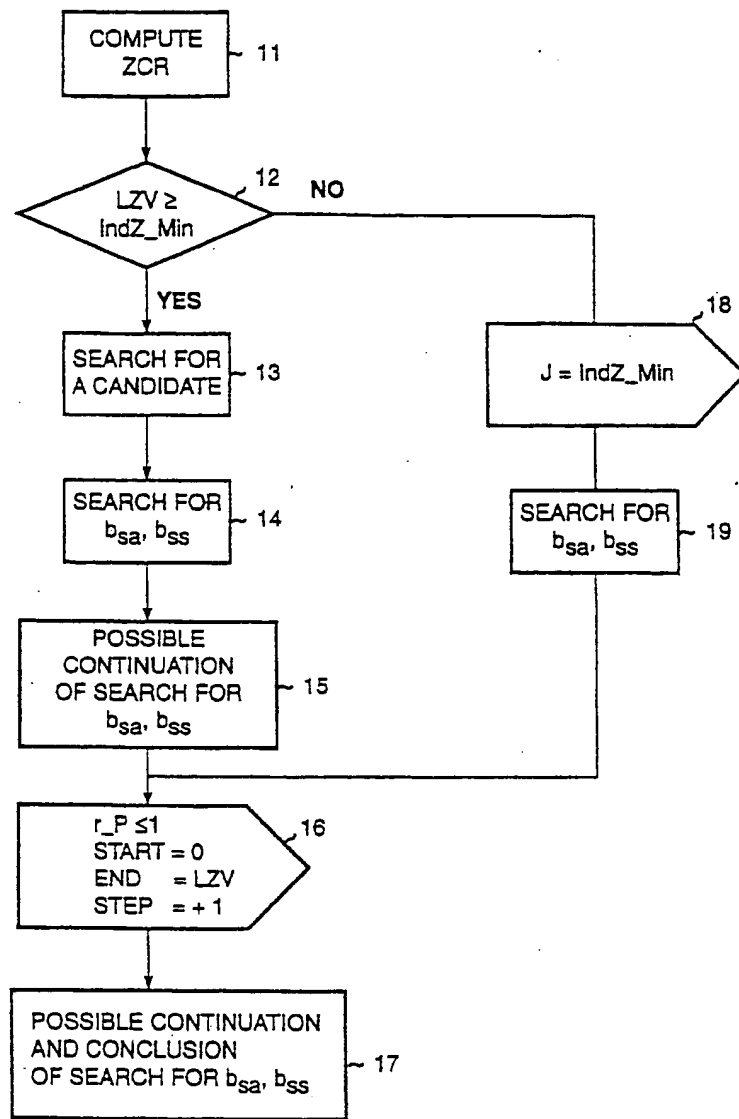 COMPUTE
ZCR
11
12
NO
LZV ≥
IndZ_Min
YES
18
SEARCH FOR
A CANDIDATE
13
J = IndZ_Min
SEARCH FOR
b_sa, b_ss
14
SEARCH FOR
b_sa, b_ss
19
POSSIBLE
CONTINUATION
OF SEARCH FOR
b_sa, b_ss
15
r_P ≤1
START = 0
END = LZV
STEP = + 1
16
POSSIBLE CONTINUATION
AND CONCLUSION
OF SEARCH FOR b_sa, b_ss
17